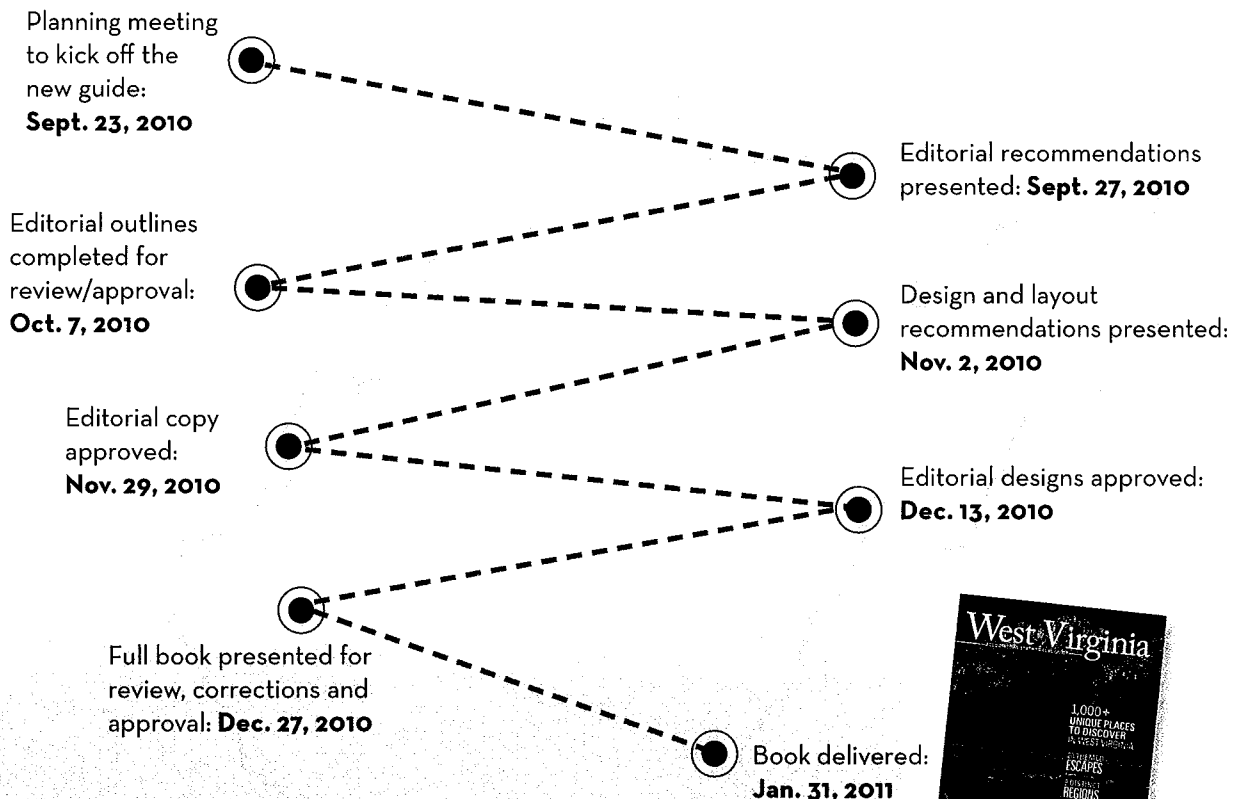 Planning meeting
to kick off the
new guide:
Sept. 23, 2010
Editorial recommendations
presented: Sept. 27, 2010
Editorial outlines
completed for
review/approval:
Oct. 7, 2010
Design and layout
recommendations presented:
Nov. 2, 2010
Editorial copy
approved:
Nov. 29, 2010
Editorial designs approved:
Dec. 13, 2010
Full book presented for
review, corrections and
approval: Dec. 27, 2010
Book delivered:
Jan. 31, 2011
West Virginia
1,000+
UNIQUE PLACES
TO DISCOVER
IN WEST VIRGINIA
ESCAPES
REGIONS